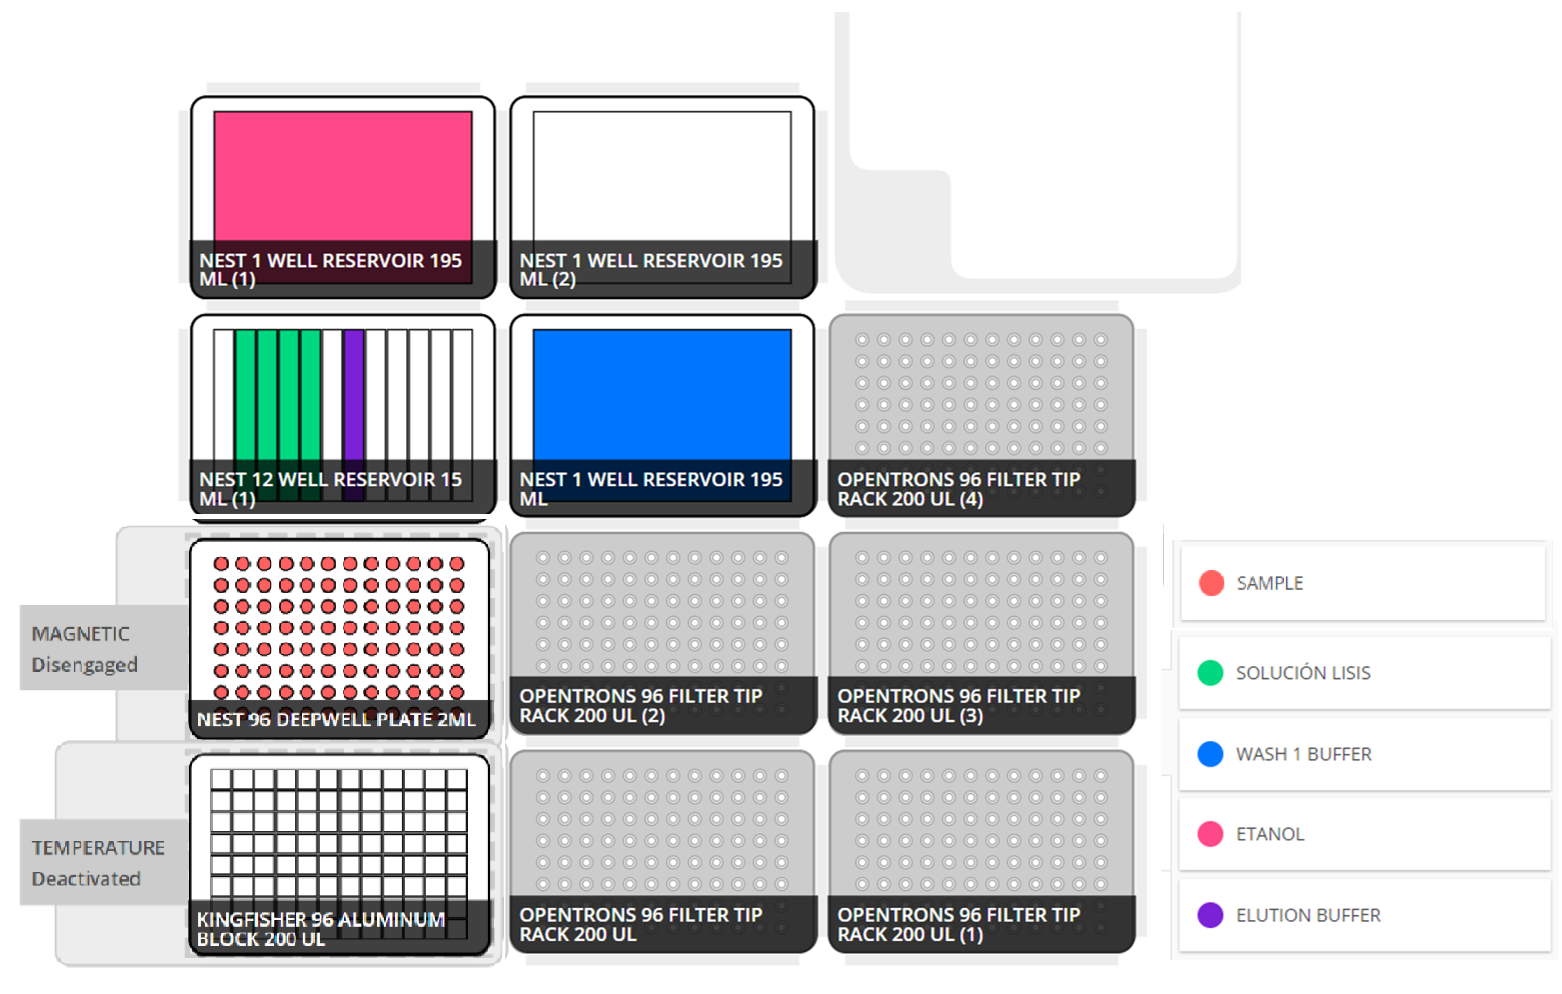 NEST 1 WELL RESERVOIR 195
ML (1)
NEST 1 WELL RESERVOIR 195
ML (2)
NEST 12 WELL RESERVOIR 15
ML (1)
NEST 1 WELL RESERVOIR 195
ML
OPENTRONS 96 FILTER TIP
RACK 200 UL (4)
MAGNETIC
Disengaged
NEST 96 DEEPWELL PLATE 2ML
OPENTRONS 96 FILTER TIP
RACK 200 UL (2)
OPENTRONS 96 FILTER TIP
RACK 200 UL (3)
TEMPERATURE
Deactivated
KINGFISHER 96 ALUMINUM
BLOCK 200 UL
OPENTRONS 96 FILTER TIP
RACK 200 UL
OPENTRONS 96 FILTER TIP
RACK 200 UL (1)
SAMPLE
SOLUCIÓN LISIS
WASH 1 BUFFER
ETANOL
ELUTION BUFFER